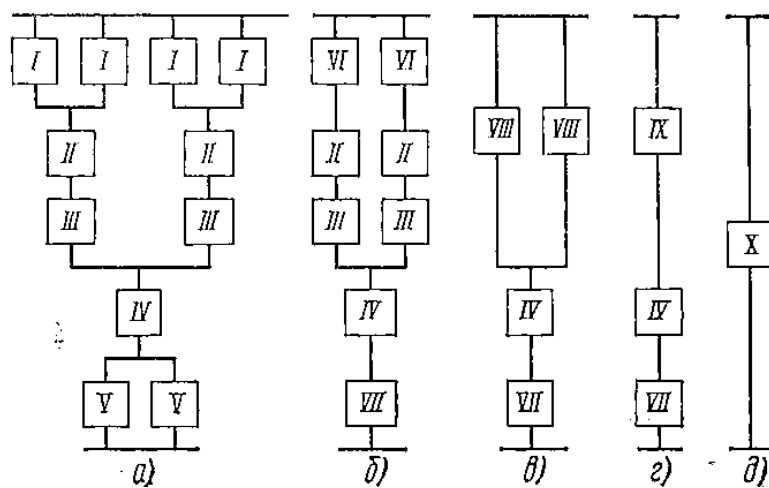 I I I I VI VI
VIII VIII IX
II II II II
III III III III X
IV IV IV IV
V V VII VII VII
а) б) в) г) д)